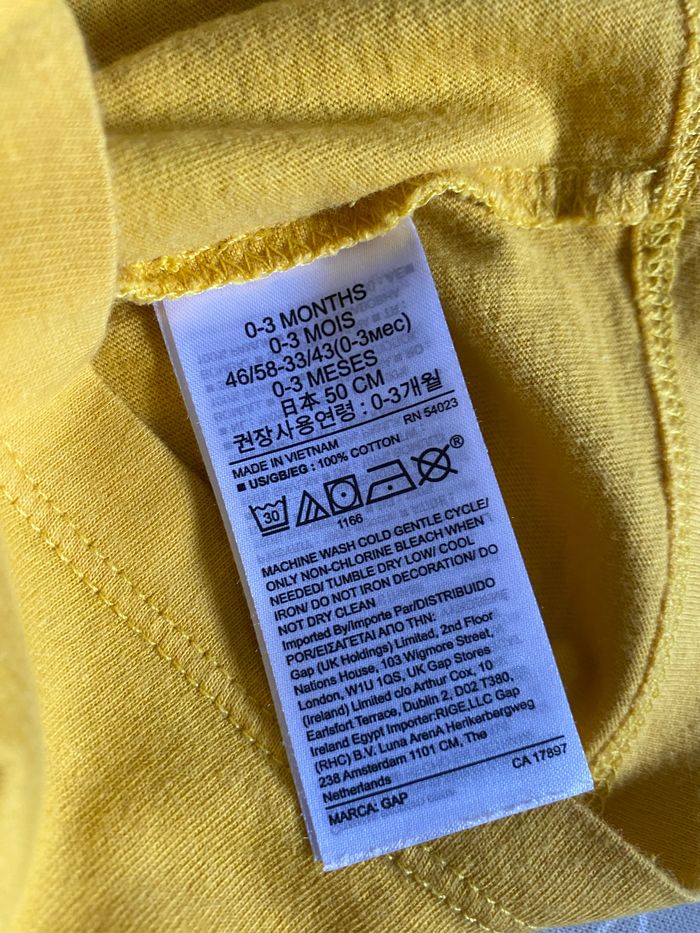 0-3 MONTHS
0-3 MOIS
46/58-33/43(0-3мес)
0-3 MESES
日本 50 CM
권장사용연령 : 0-3개월
MADE IN VIETNAM RN 54023
■ US/GB/EG : 100% COTTON
30 ®
1166
MACHINE WASH COLD GENTLE CYCLE/
ONLY NON-CHLORINE BLEACH WHEN
NEEDED/ TUMBLE DRY LOW/ COOL
IRON/ DO NOT IRON DECORATION/ DO
NOT DRY CLEAN
Imported By/Importe Par/DISTRIBUIDO
POR/ΕΙΣΑΓΕΤΑΙ ΑΠΟ ΤΗΝ:
Gap (UK Holdings) Limited, 2nd Floor
Nations House, 103 Wigmore Street,
London, W1U 1QS, UK Gap Stores
(Ireland) Limited c/o Arthur Cox, 10
Earlsfort Terrace, Dublin 2, D02 T380,
Ireland Egypt Importer:RIGE,LLC Gap
(RHC) B.V. Luna ArenA Herikerbergweg
238 Amsterdam 1101 CM, The
Netherlands CA 17897
MARCA: GAP